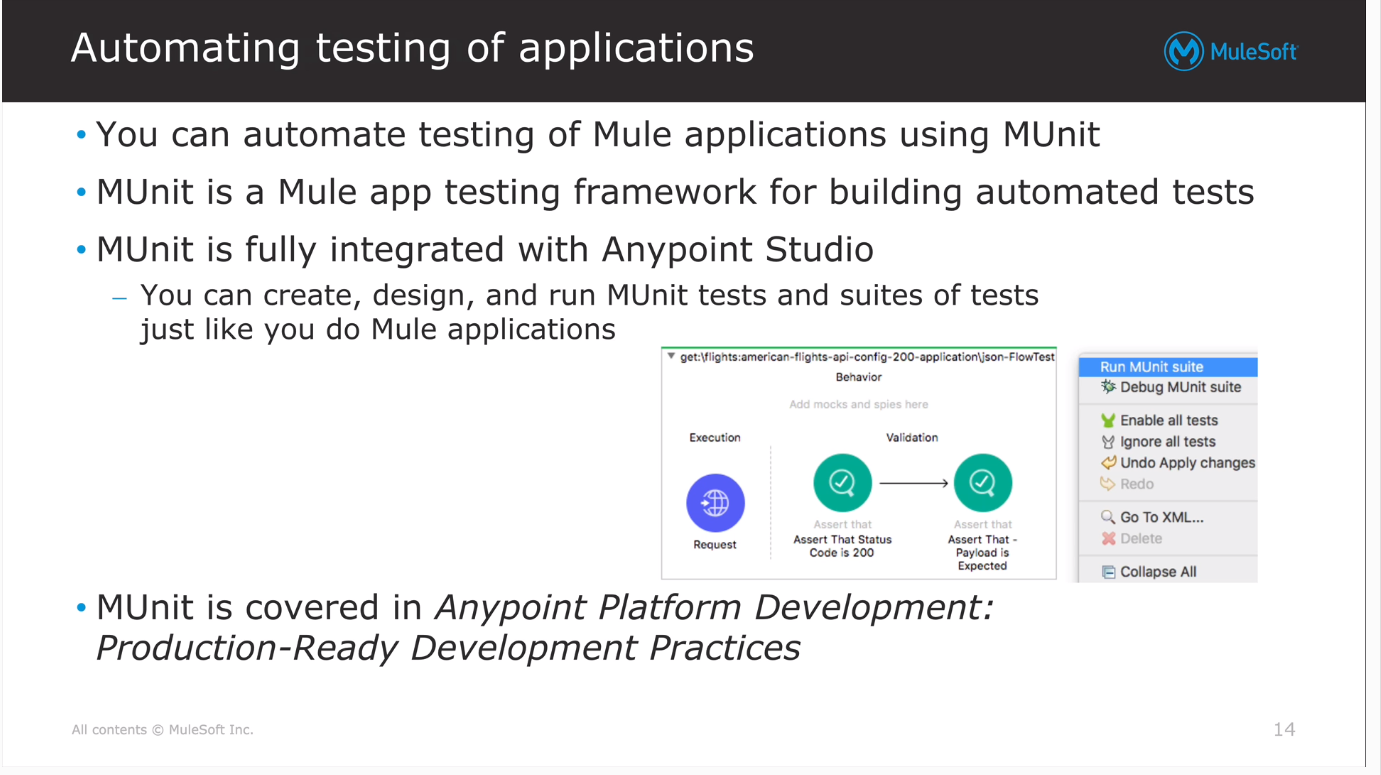 Automating testing of applications
MuleSoft
• You can automate testing of Mule applications using MUnit
• MUnit is a Mule app testing framework for building automated tests
• MUnit is fully integrated with Anypoint Studio
– You can create, design, and run MUnit tests and suites of tests
just like you do Mule applications
get:\flights:american-flights-api-config-200-application\json-FlowTest
Behavior
Add mocks and spies here
Execution
Validation
Request
Assert that
Assert That Status
Code is 200
Assert that
Assert That -
Payload is
Expected
Run MUnit suite
Debug MUnit suite
Enable all tests
Ignore all tests
Undo Apply changes
Redo
Go To XML...
Delete
Collapse All
• MUnit is covered in Anypoint Platform Development:
Production-Ready Development Practices
All contents © MuleSoft Inc.
14